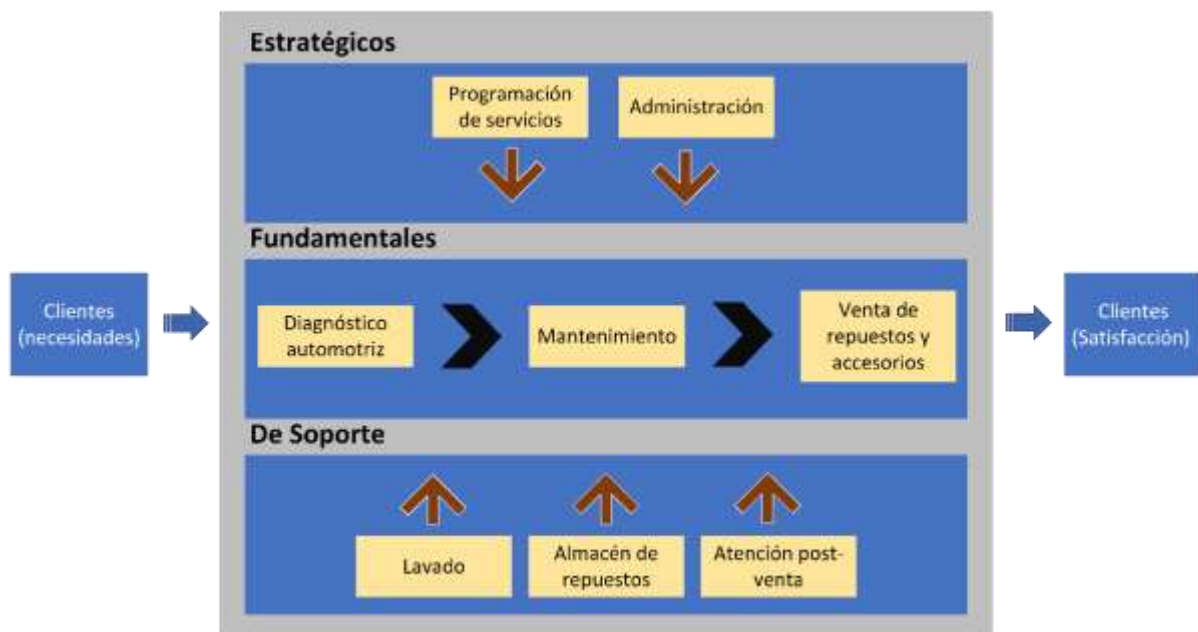 Estratégicos
Programación
de servicios
Administración
Fundamentales
Clientes
(necesidades)
Diagnóstico
automotriz
Mantenimiento
Venta de
repuestos y
accesorios
Clientes
(Satisfacción)
De Soporte
Lavado
Almacén de
repuestos
Atención post-
venta